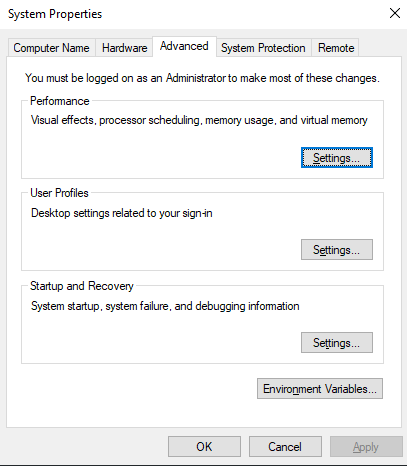 System Properties
Computer Name Hardware Advanced System Protection Remote
You must be logged on as an Administrator to make most of these changes.
Performance
Visual effects, processor scheduling, memory usage, and virtual memory
Settings...
User Profiles
Desktop settings related to your sign-in
Settings...
Startup and Recovery
System startup, system failure, and debugging information
Settings...
Environment Variables...
OK Cancel Apply